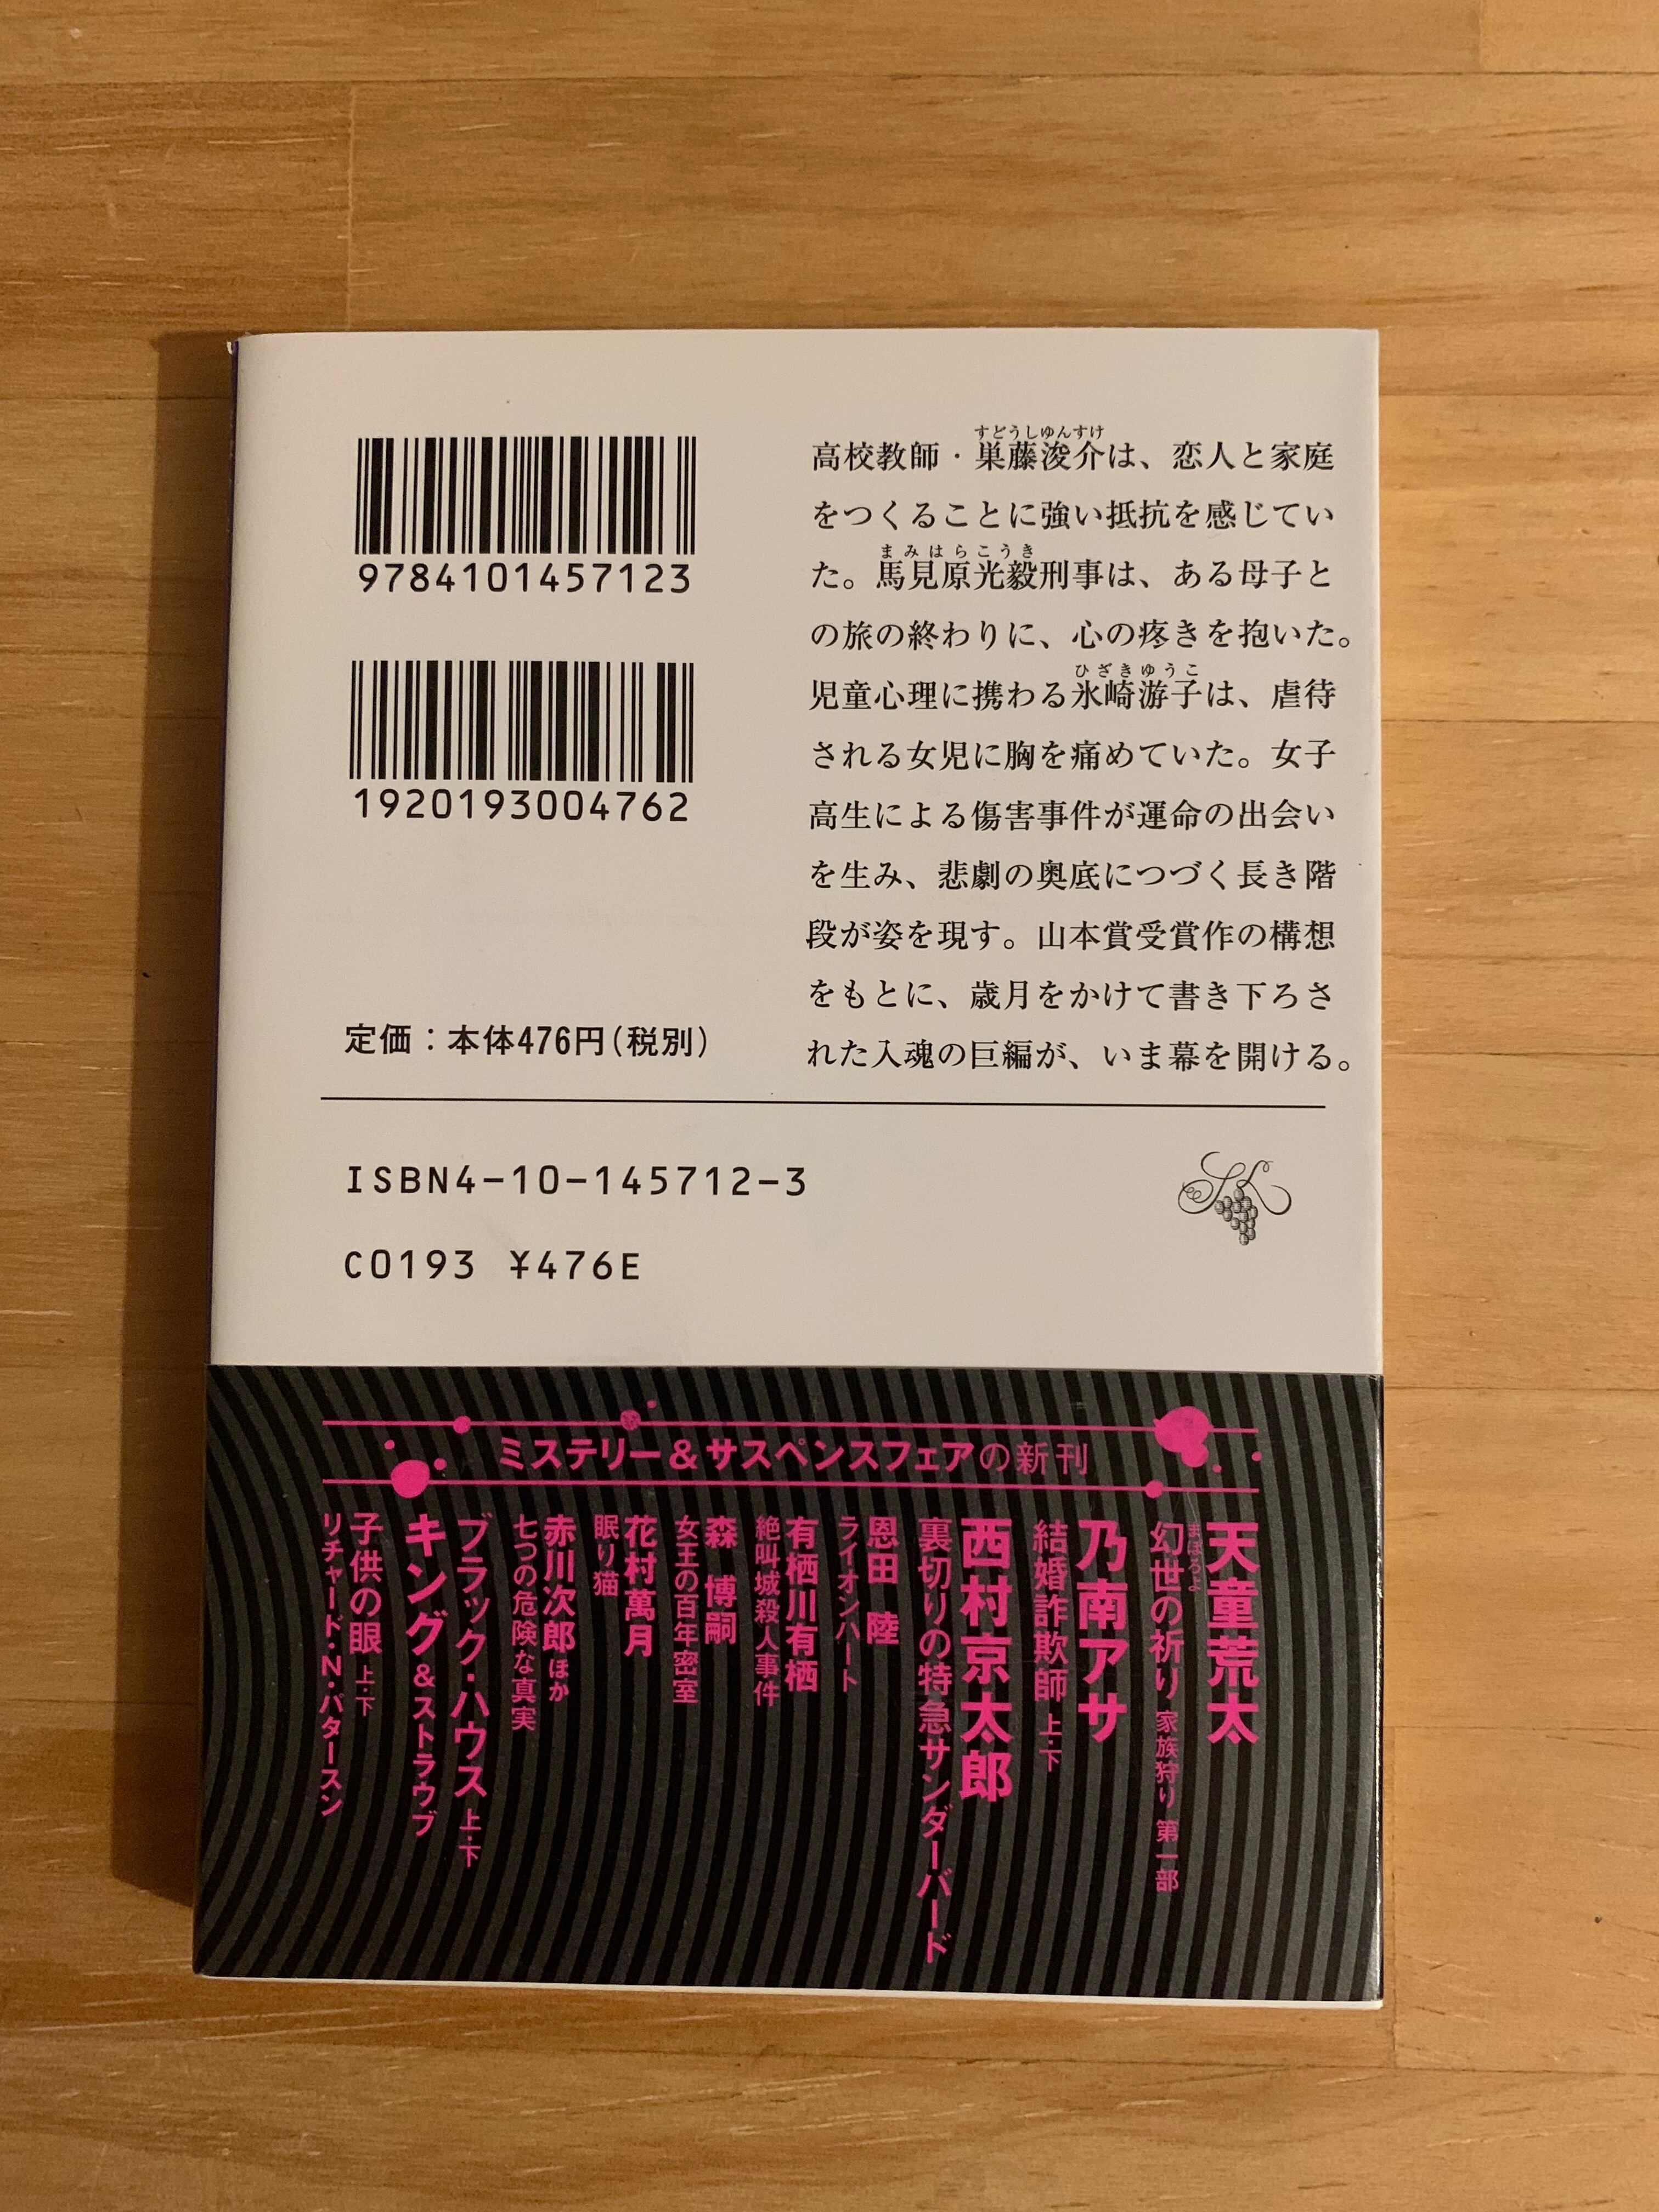 9784101457123
1920193004762
定価：本体476円（税別）
すどうしゆんすけ
高校教師・巣藤浚介は、恋人と家庭
をつくることに強い抵抗を感じてい
まみはらこうき
た。馬見原光毅刑事は、ある母子と
の旅の終わりに、心の疼きを抱いた。
ひざきゆうこ
児童心理に携わる氷崎游子は、虐待
される女児に胸を痛めていた。女子
高生による傷害事件が運命の出会い
を生み、悲劇の奥底につづく長き階
段が姿を現す。山本賞受賞作の構想
をもとに、歳月をかけて書き下ろさ
れた入魂の巨編が、いま幕を開ける。
ISBN4-10-145712-3
C0193 ¥476E
ミステリー＆サスペンスフェアの新刊
天童荒太
まぼろよ
幻世の祈り 家族狩り 第一部
乃南アサ
結婚詐欺師 上・下
西村京太郎
裏切りの特急サンダーバード
恩田 陸
ライオンハート
有栖川有栖
絶叫城殺人事件
森 博嗣
女王の百年密室
花村萬月
眠り猫
赤川次郎 ほか
七つの危険な真実
ブラック・ハウス 上・下
キング＆ストラウブ
子供の眼 上・下
リチャード・N・パタースン